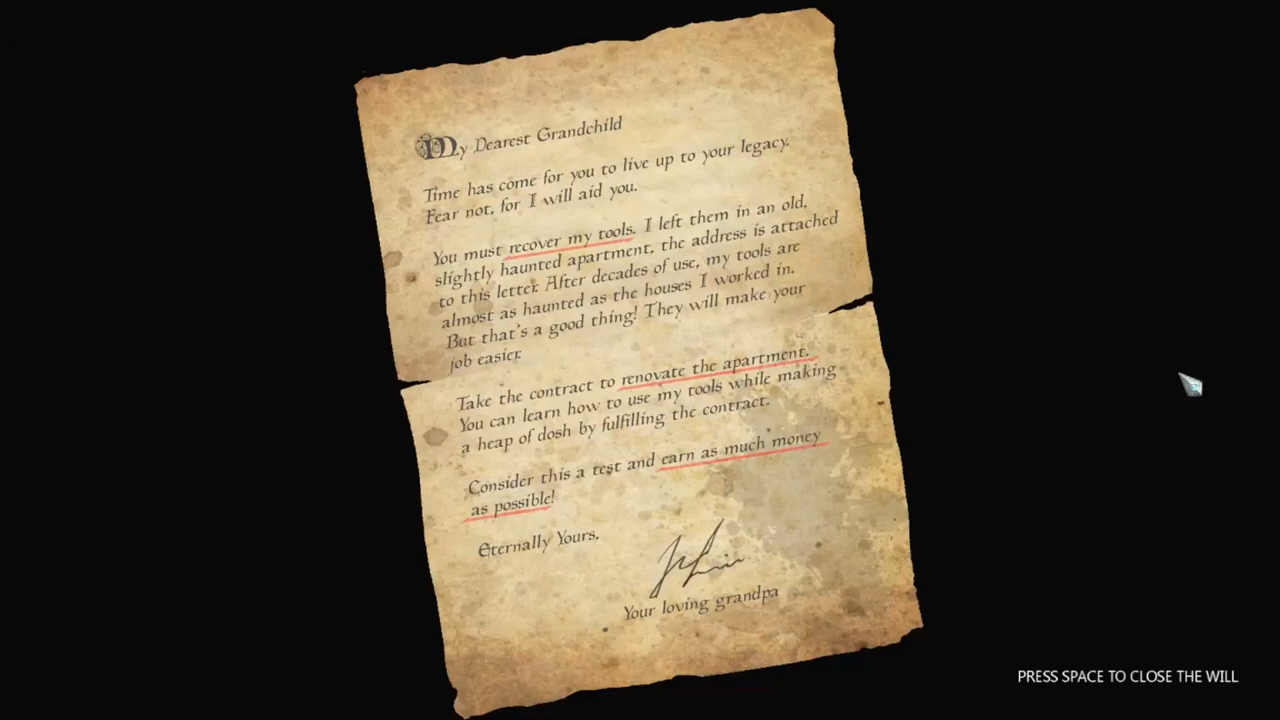 My Dearest Grandchild
Time has come for you to live up to your legacy.
Fear not, for I will aid you.
You must recover my tools. I left them in an old,
slightly haunted apartment, the address is attached
to this letter. After decades of use, my tools are
almost as haunted as the houses I worked in.
But that's a good thing! They will make your
job easier.
Take the contract to renovate the apartment.
You can learn how to use my tools while making
a heap of dosh by fulfilling the contract.
Consider this a test and earn as much money
as possible!
Eternally Yours,
Your loving grandpa
PRESS SPACE TO CLOSE THE WILL